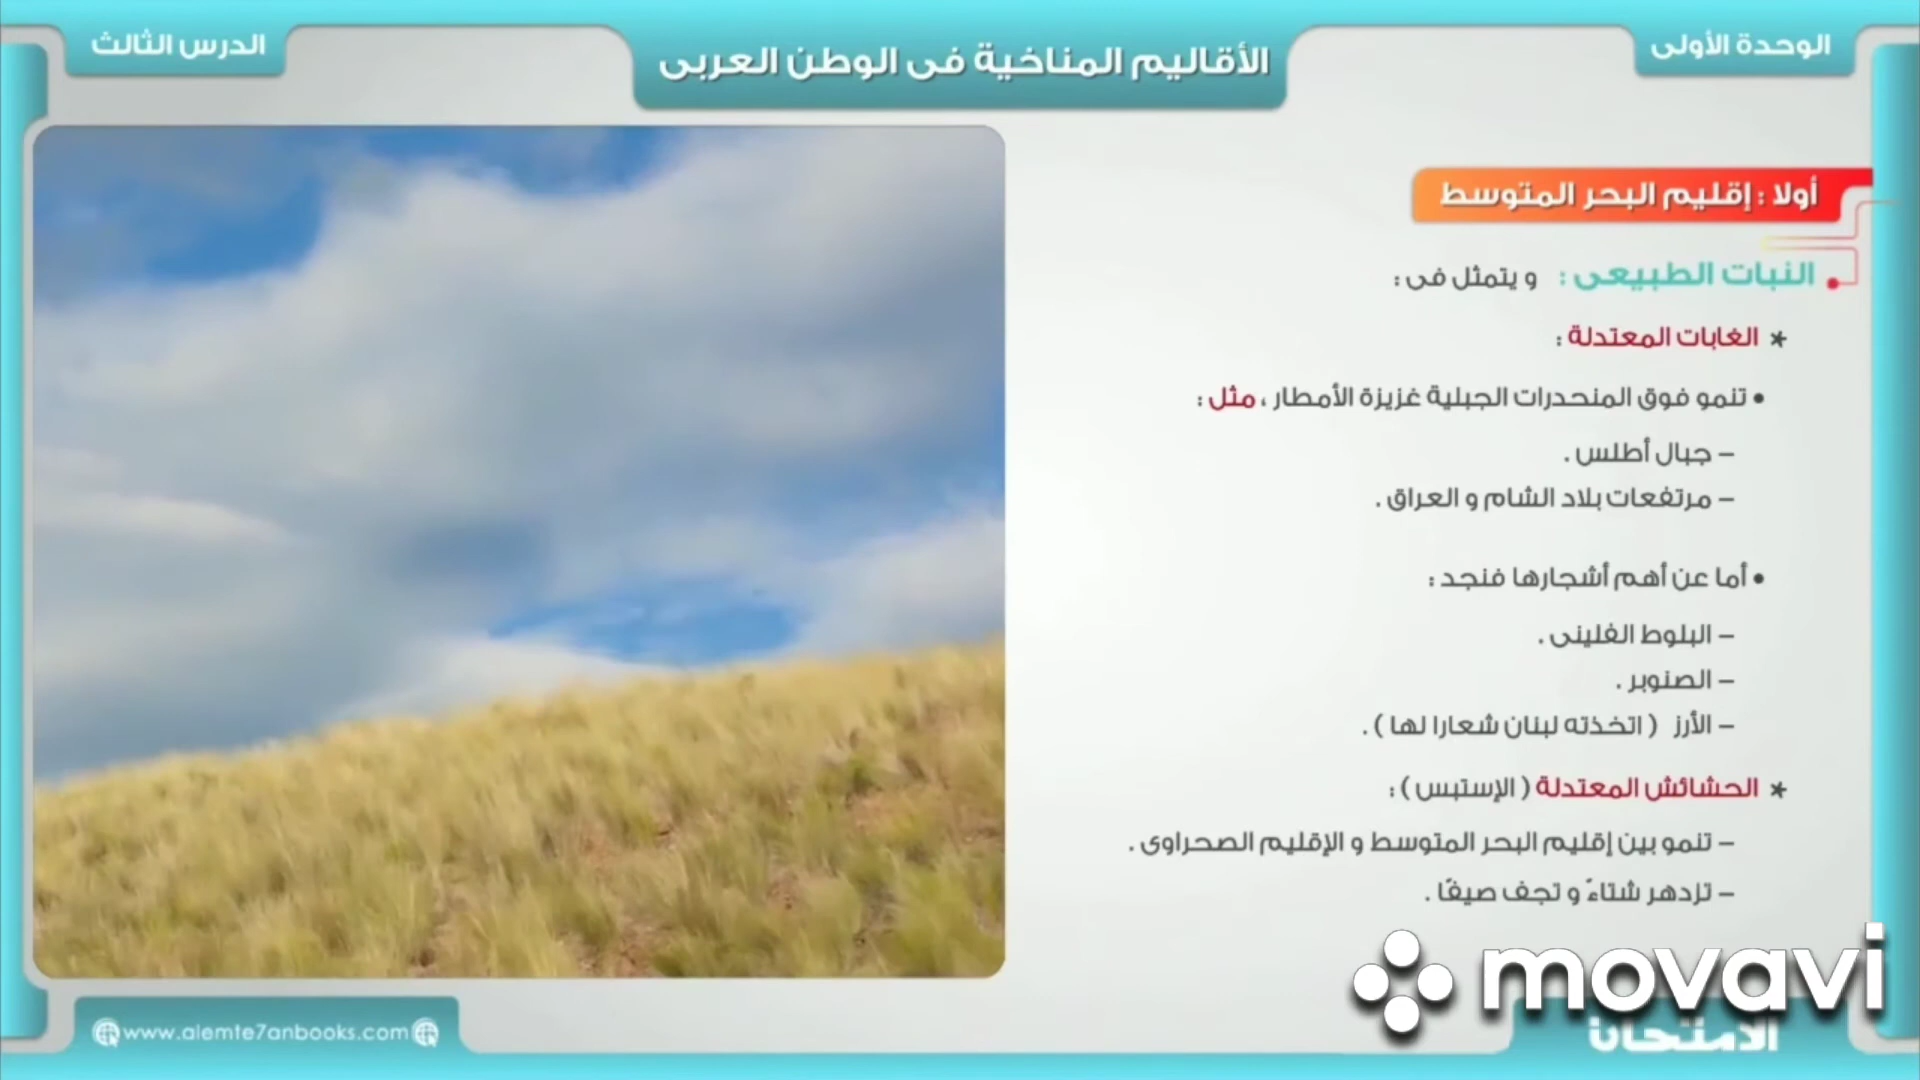 الوحدة الأولى
الأقاليم المناخية فى الوطن العربى
الدرس الثالث
أولا : إقليم البحر المتوسط
النبات الطبيعى : و يتمثل فى :
* الغابات المعتدلة :
• تنمو فوق المنحدرات الجبلية غزيزة الأمطار ، مثل :
– جبال أطلس .
– مرتفعات بلاد الشام و العراق .
• أما عن أهم أشجارها فنجد :
– البلوط الفلينى .
– الصنوبر .
– الأرز ( اتخذته لبنان شعارا لها ) .
* الحشائش المعتدلة ( الإستبس ) :
– تنمو بين إقليم البحر المتوسط و الإقليم الصحراوى .
– تزدهر شتاءً و تجف صيفًا .
movavi
الامتحان
www.alemte7anbooks.com